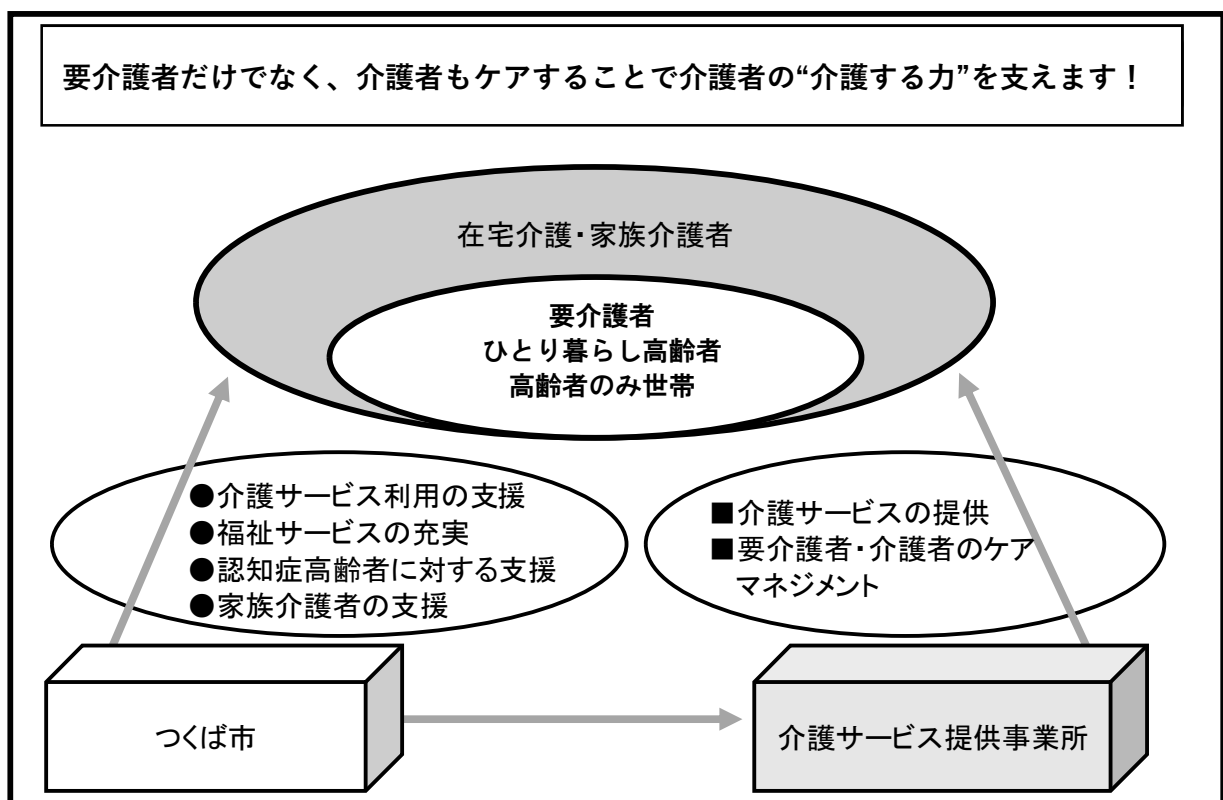 要介護者だけでなく、介護者もケアすることで介護者の“介護する力”を支えます！
在宅介護・家族介護者
要介護者
ひとり暮らし高齢者
高齢者のみ世帯
●介護サービス利用の支援
●福祉サービスの充実
●認知症高齢者に対する支援
●家族介護者の支援
■介護サービスの提供
■要介護者・介護者のケア
マネジメント
つくば市
介護サービス提供事業所